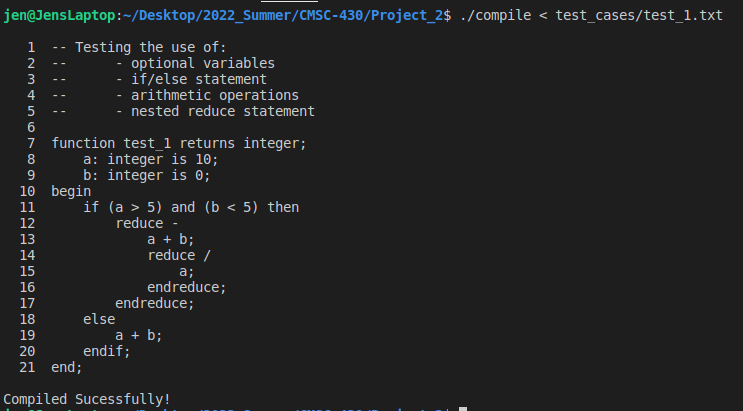 jen@JensLaptop:~/Desktop/2022_Summer/CMSC-430/Project_2$ ./compile < test_cases/test_1.txt
1 -- Testing the use of:
2 -- - optional variables
3 -- - if/else statement
4 -- - arithmetic operations
5 -- - nested reduce statement
6
7 function test_1 returns integer;
8 a: integer is 10;
9 b: integer is 0;
10 begin
11 if (a > 5) and (b < 5) then
12 reduce -
13 a + b;
14 reduce /
15 a;
16 endreduce;
17 endreduce;
18 else
19 a + b;
20 endif;
21 end;
Compiled Sucessfully!